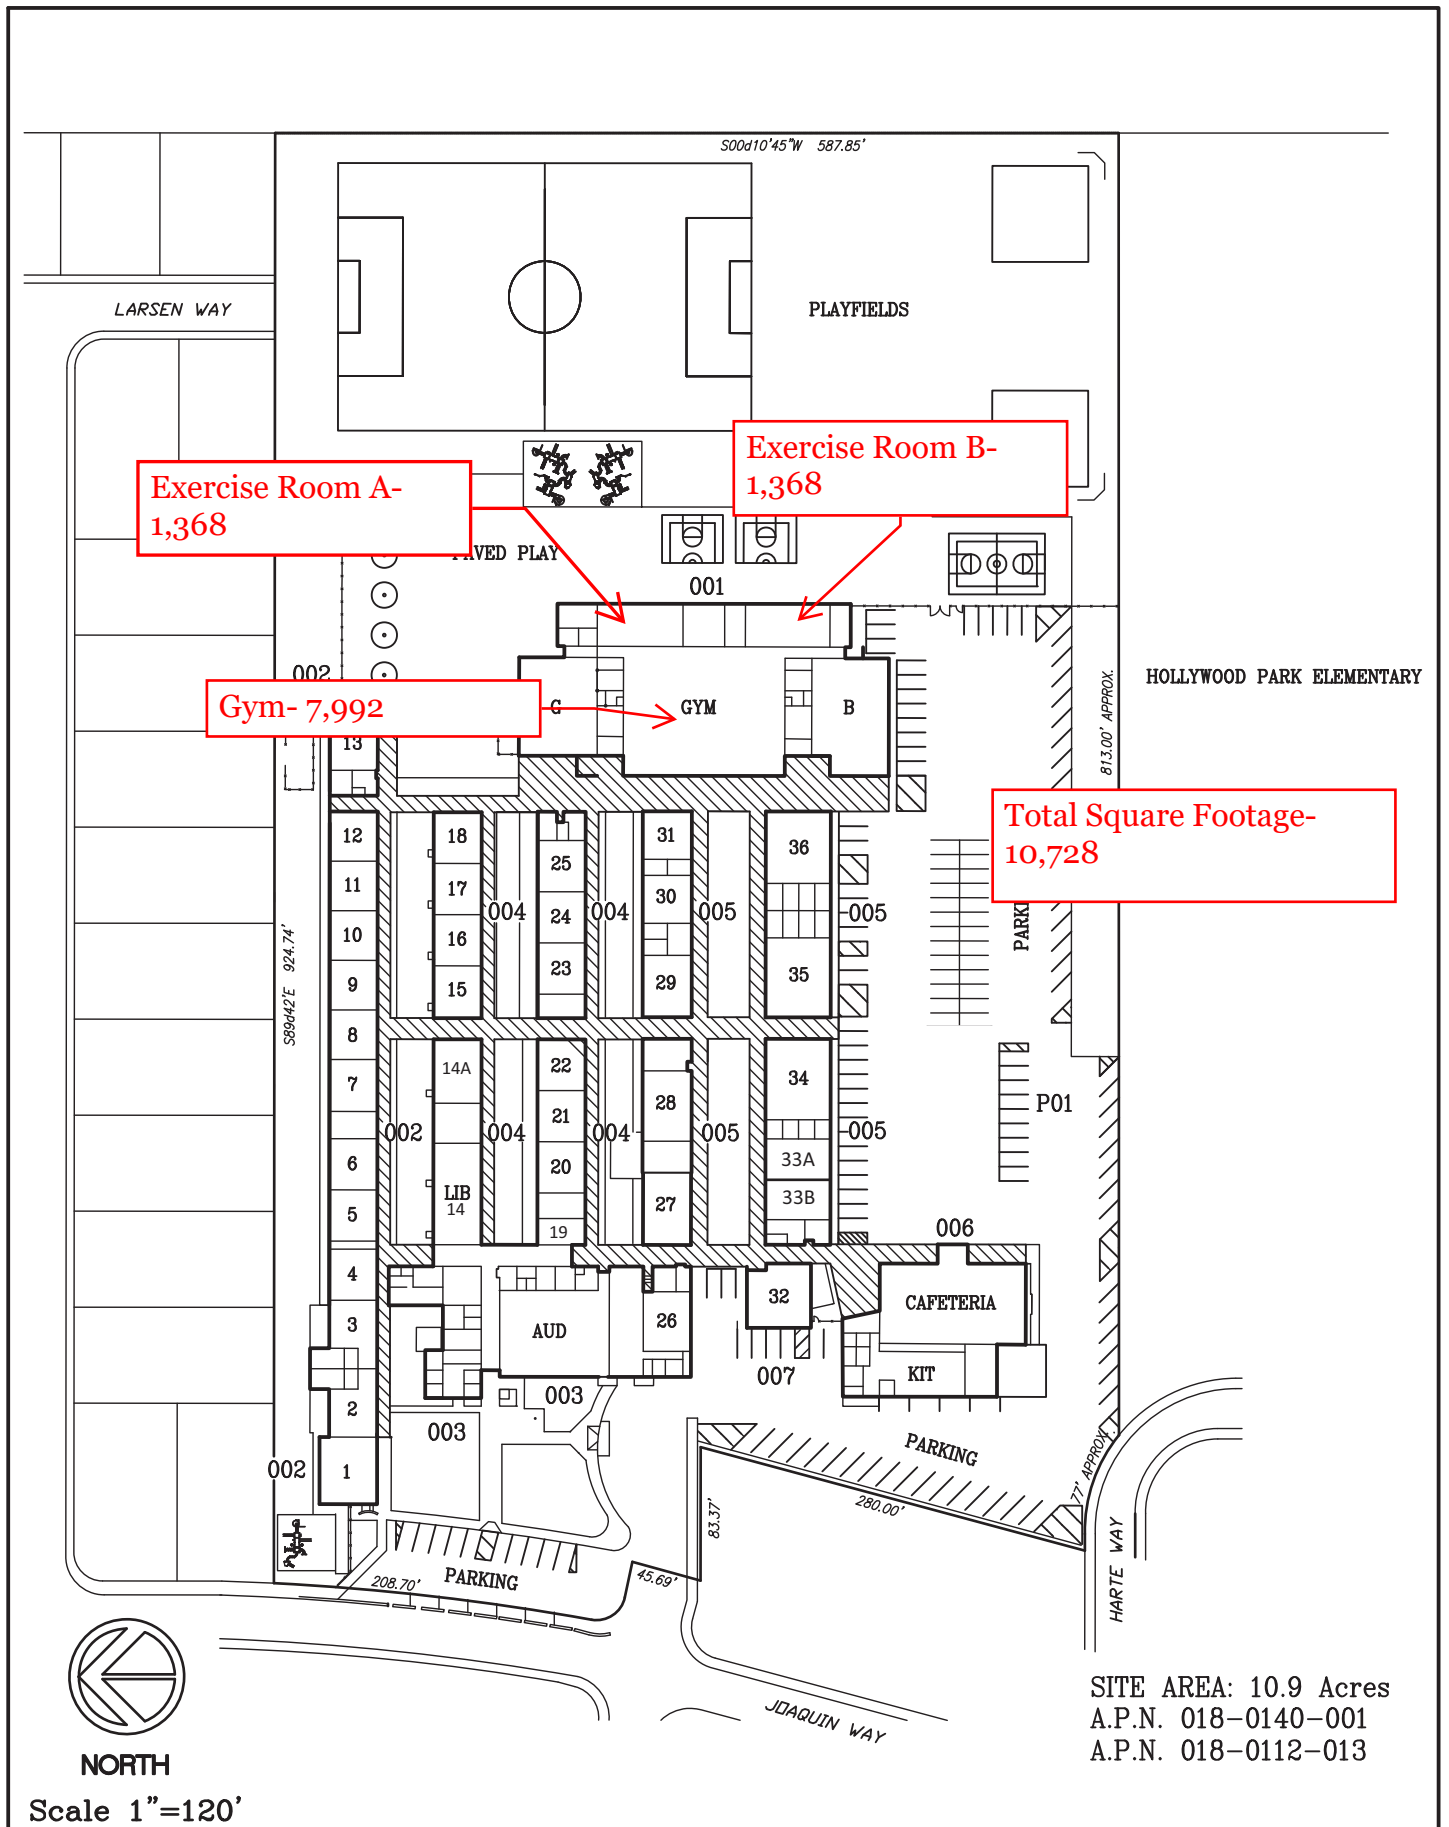 S00d10'45"W 587.85'
LARSEN WAY
PLAYFIELDS
Exercise Room B-
1,368
Exercise Room A-
1,368
PLAY
001
HOLLYWOOD PARK ELEMENTARY
002
Gym- 7,992
G
GYM
B
813.00' APPROX.
13
Total Square Footage-
10,728
12
18
31
36
25
11
17
30
24
004
004
005
005
10
16
S89d42'E 924.74'
23
35
9
15
29
8
22
14A
34
7
28
P01
21
002
004
004
005
005
6
20
33A
LIB
14
27
33B
5
19
006
4
32
CAFETERIA
3
AUD
26
KIT
007
003
2
003
PARKING
1
002
77' APPROX.
280.00'
83.37'
HARTE WAY
208.70'
PARKING
45.69'
JOAQUIN WAY
SITE AREA: 10.9 Acres
A.P.N. 018-0140-001
A.P.N. 018-0112-013
NORTH
Scale 1"=120'